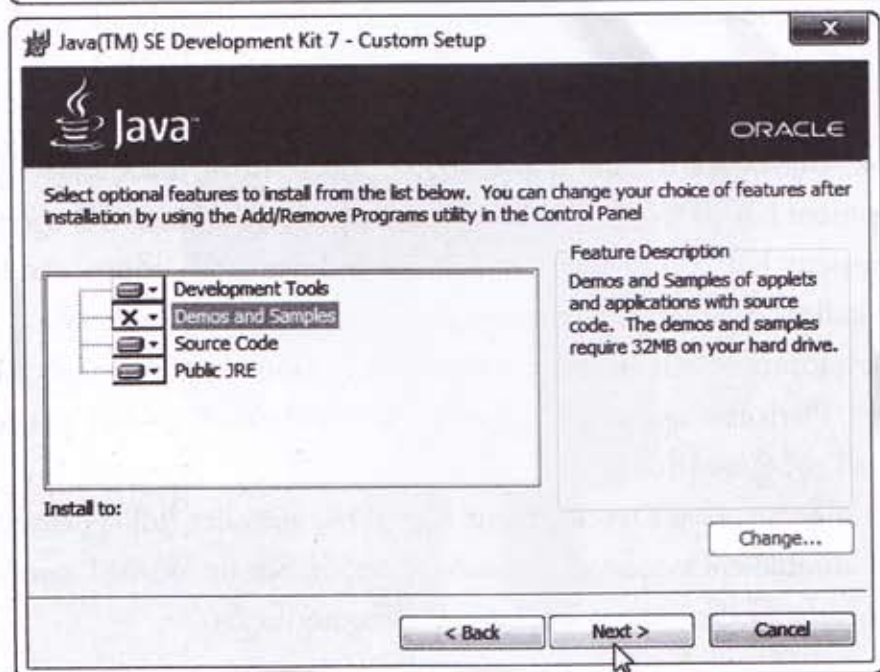 Java(TM) SE Development Kit 7 - Custom Setup
Java
ORACLE
Select optional features to install from the list below. You can change your choice of features after
installation by using the Add/Remove Programs utility in the Control Panel
Development Tools
Demos and Samples
Source Code
Public JRE
Feature Description
Demos and Samples of applets
and applications with source
code. The demos and samples
require 32MB on your hard drive.
Install to:
Change...
< Back
Next >
Cancel